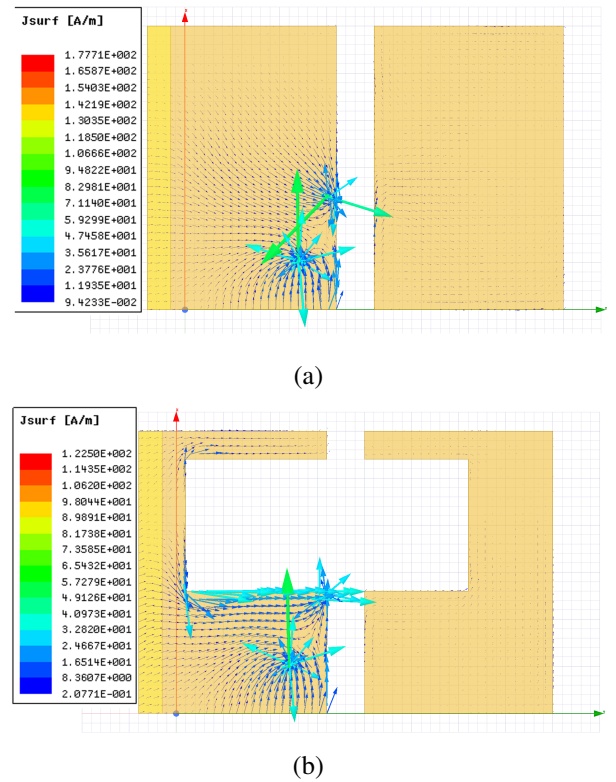 Jsurf [A/m]
1.7771E+002
1.6587E+002
1.5403E+002
1.4219E+002
1.3035E+002
1.1850E+002
1.0666E+002
9.4822E+001
8.2981E+001
7.1140E+001
5.9299E+001
4.7458E+001
3.5617E+001
2.3776E+001
1.1935E+001
9.4233E-002
(a)
Jsurf [A/m]
1.2250E+002
1.1435E+002
1.0620E+002
9.8044E+001
8.9891E+001
8.1738E+001
7.3585E+001
6.5432E+001
5.7279E+001
4.9126E+001
4.0973E+001
3.2820E+001
2.4667E+001
1.6514E+001
8.3607E+000
2.0771E-001
(b)